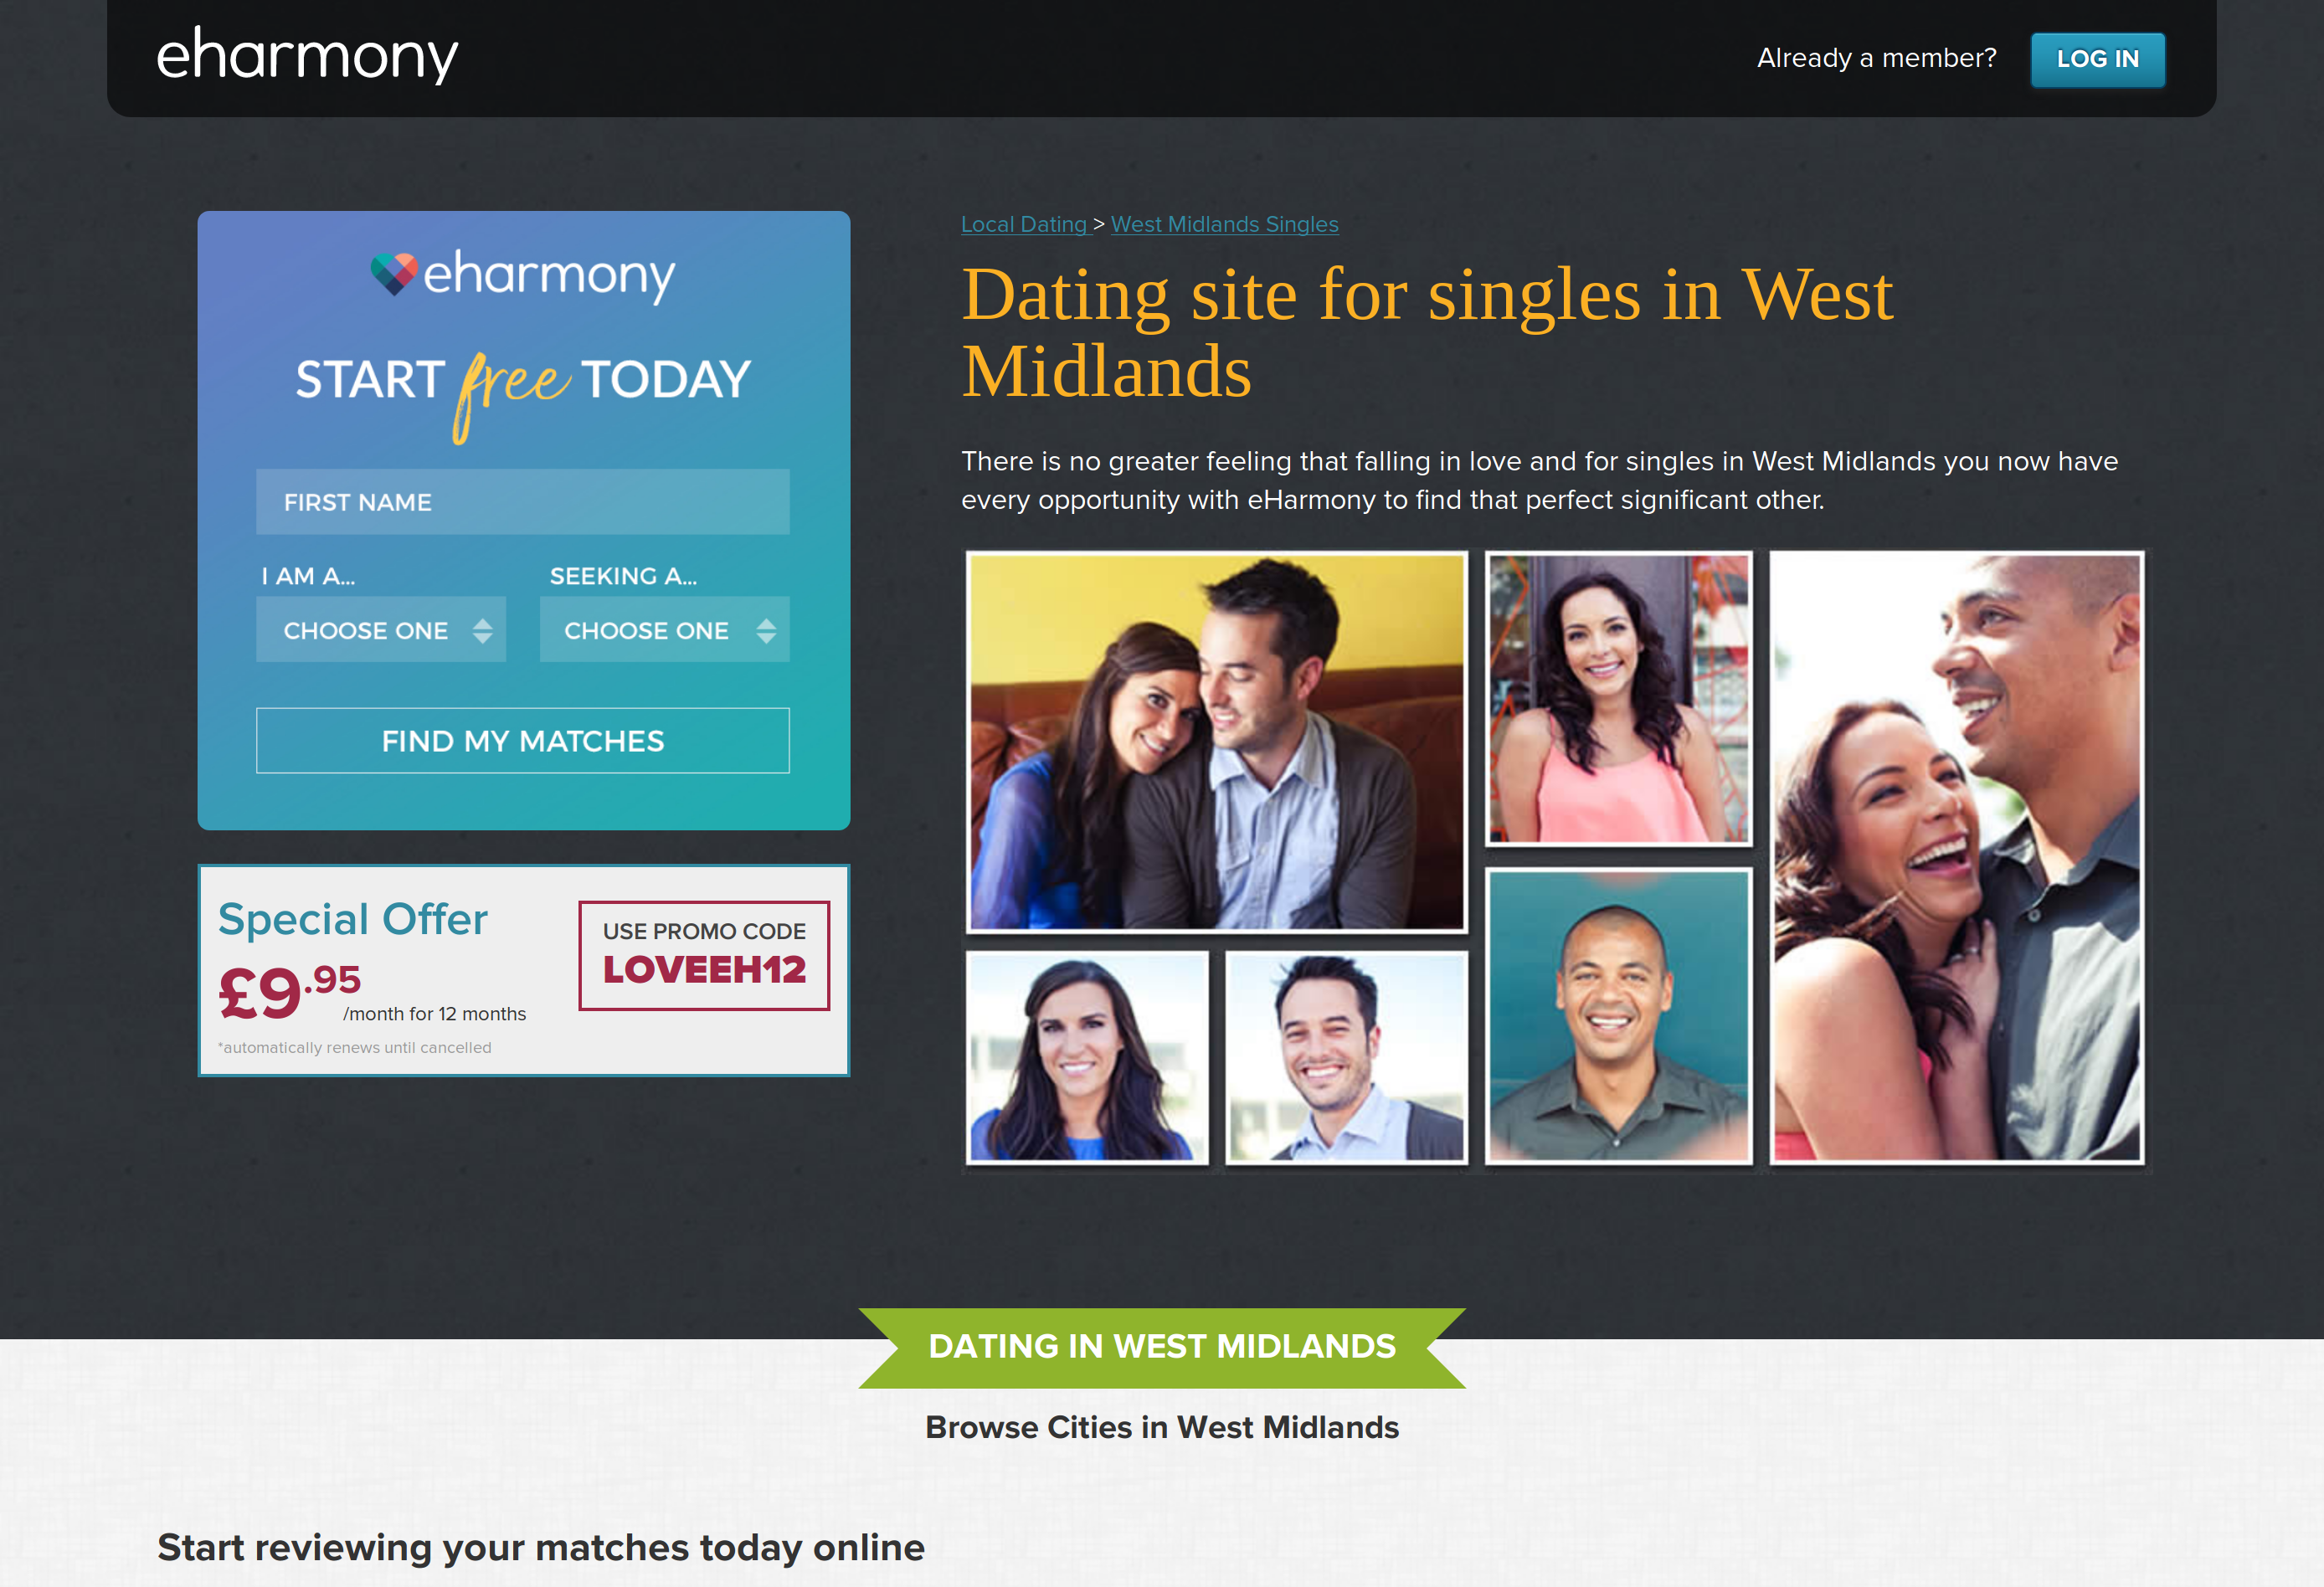 eharmony
Already a member?
LOG IN
eharmony
START free TODAY
FIRST NAME
I AM A...
SEEKING A...
CHOOSE ONE
CHOOSE ONE
FIND MY MATCHES
Special Offer
£9.95
/month for 12 months
*automatically renews until cancelled
USE PROMO CODE
LOVEEH12
Local Dating > West Midlands Singles
Dating site for singles in West
Midlands
There is no greater feeling that falling in love and for singles in West Midlands you now have
every opportunity with eHarmony to find that perfect significant other.
DATING IN WEST MIDLANDS
Browse Cities in West Midlands
Start reviewing your matches today online